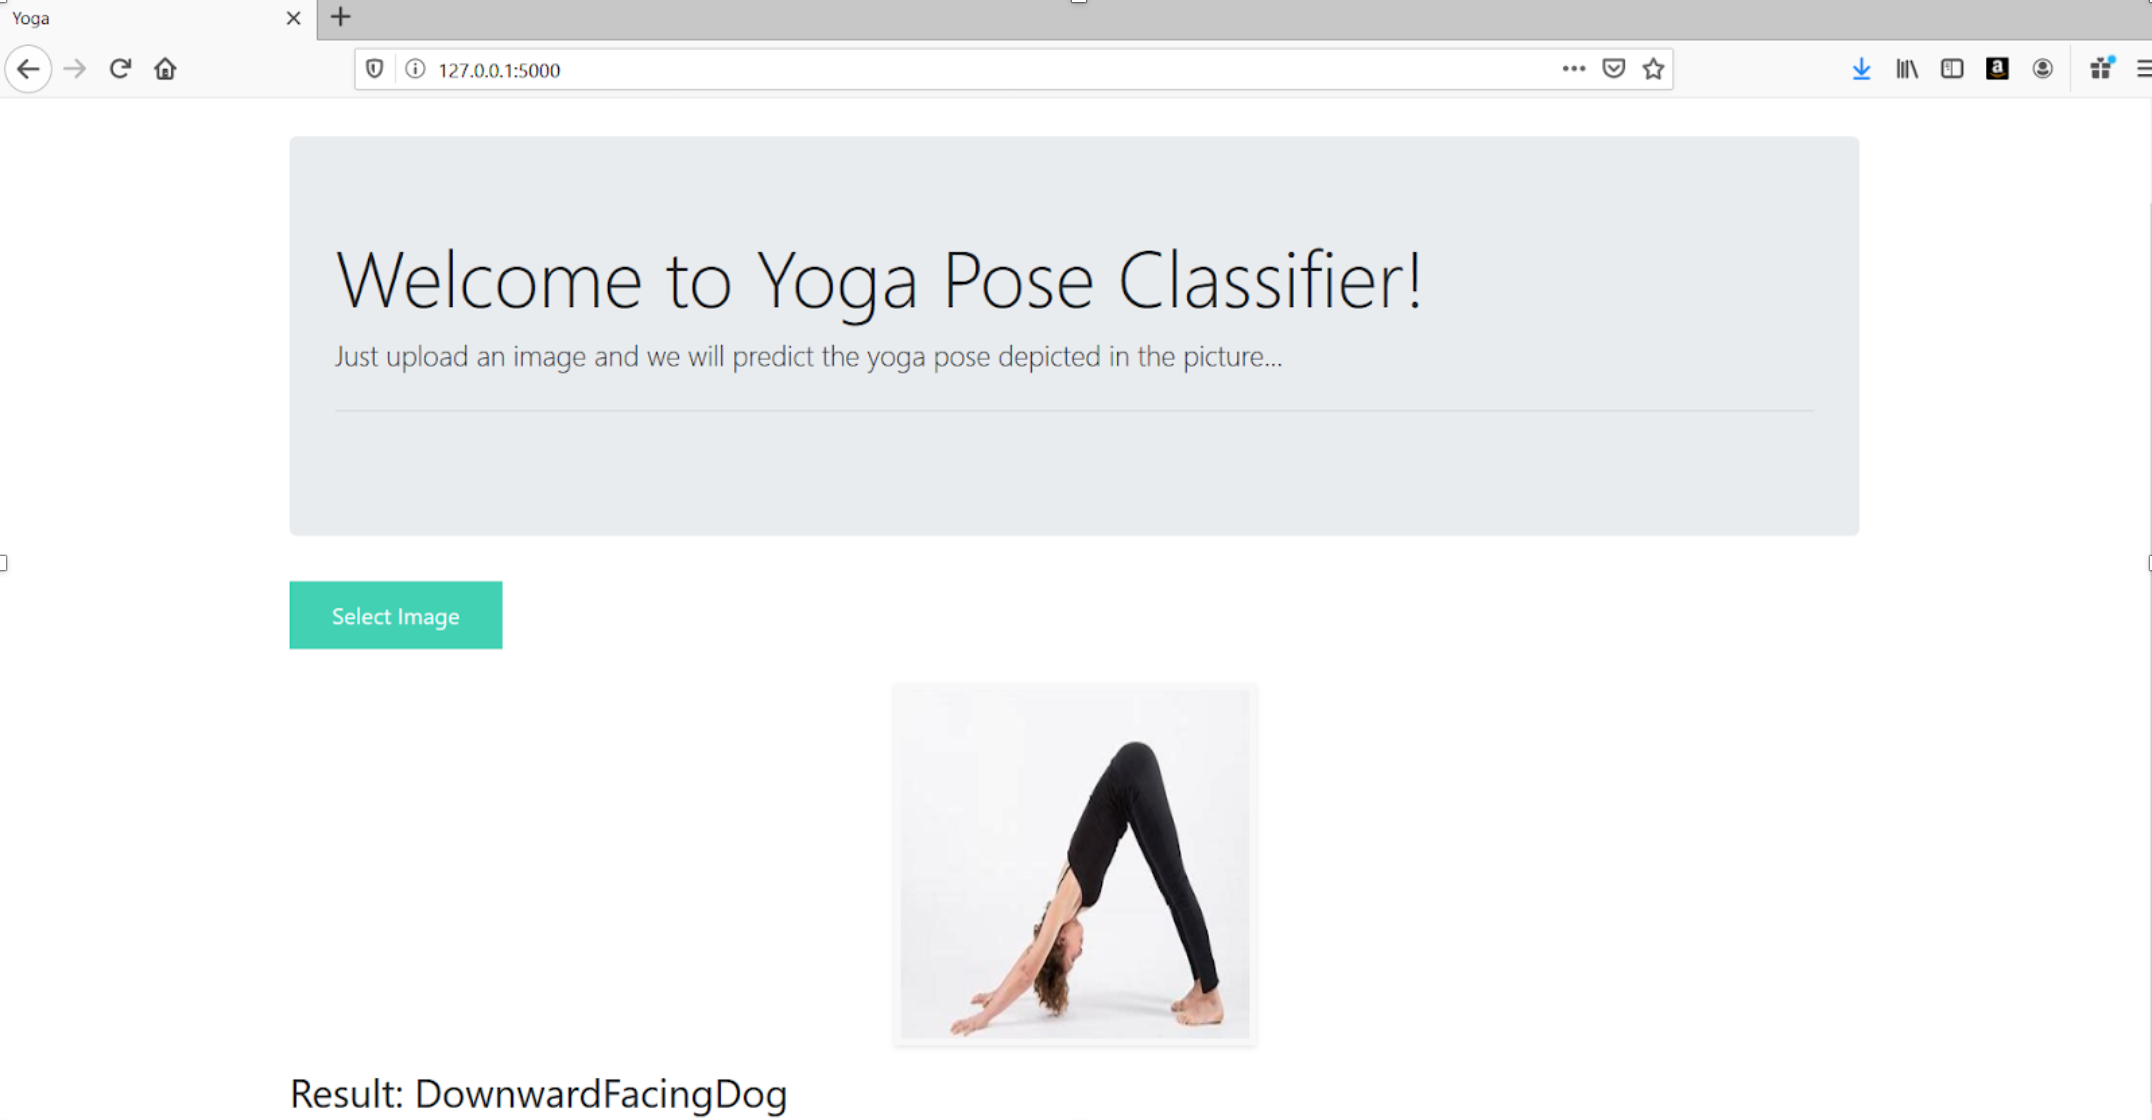 Yoga
127.0.0.1:5000
a
Welcome to Yoga Pose Classifier!
Just upload an image and we will predict the yoga pose depicted in the picture...
Select Image
Result: DownwardFacingDog